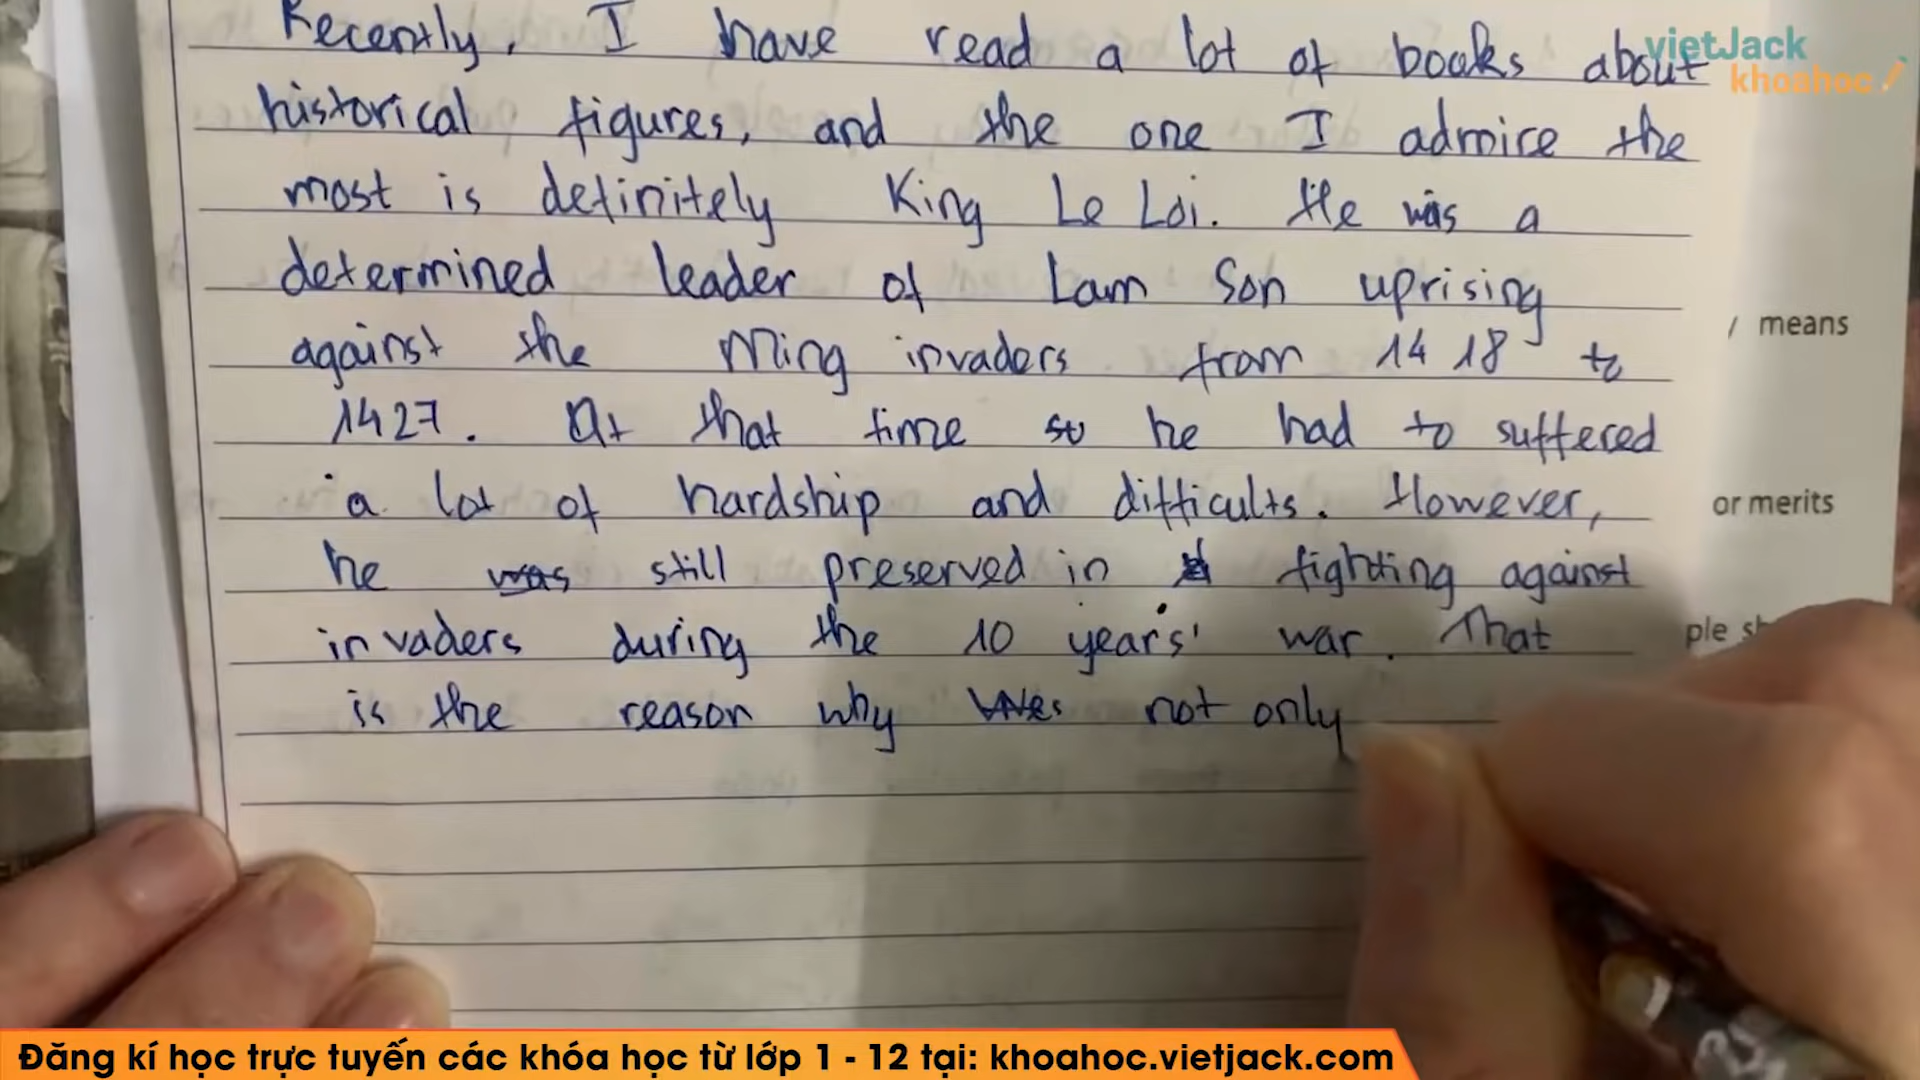 Recently, I have read a lot of books about
historical figures, and the one I admire the
most is definitely King Le Loi. He was a
determined leader of Lam Son uprising
against the Ming invaders from 1418 to
1427. At that time so he had to suffered
a lot of hardship and difficults. However,
he was still preserved in fighting against
invaders during the 10 years' war. That
is the reason why not only
vietJack
khoahoc
means
or merits
ple
Đăng kí học trực tuyến các khóa học từ lớp 1 - 12 tại: khoahoc.vietjack.com